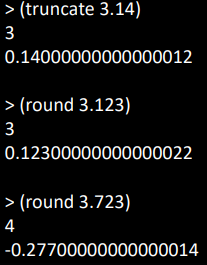 > (truncate 3.14)
3
0.14000000000000012
> (round 3.123)
3
0.12300000000000022
> (round 3.723)
4
-0.27700000000000014